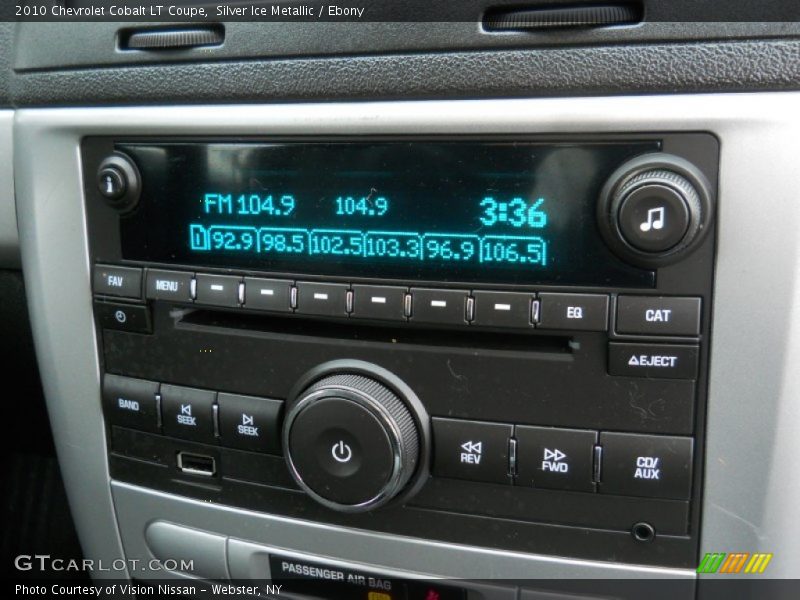 2010 Chevrolet Cobalt LT Coupe, Silver Ice Metallic / Ebony
FM 104.9 104.9 3:36
1 92.9 98.5 102.5 103.3 96.9 106.5
FAV MENU EQ CAT
EJECT
BAND SEEK SEEK REV FWD CD/
AUX
PASSENGER AIR BAG
GTCARLOT.COM
Photo Courtesy of Vision Nissan - Webster, NY